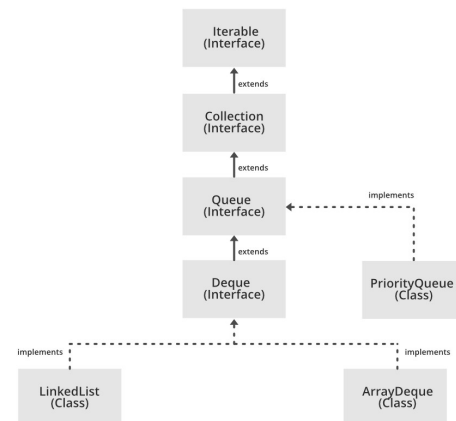 Iterable
(Interface)
extends
Collection
(Interface)
extends
Queue
(Interface)
implements
extends
Deque
(Interface)
PriorityQueue
(Class)
implements
implements
LinkedList
(Class)
ArrayDeque
(Class)